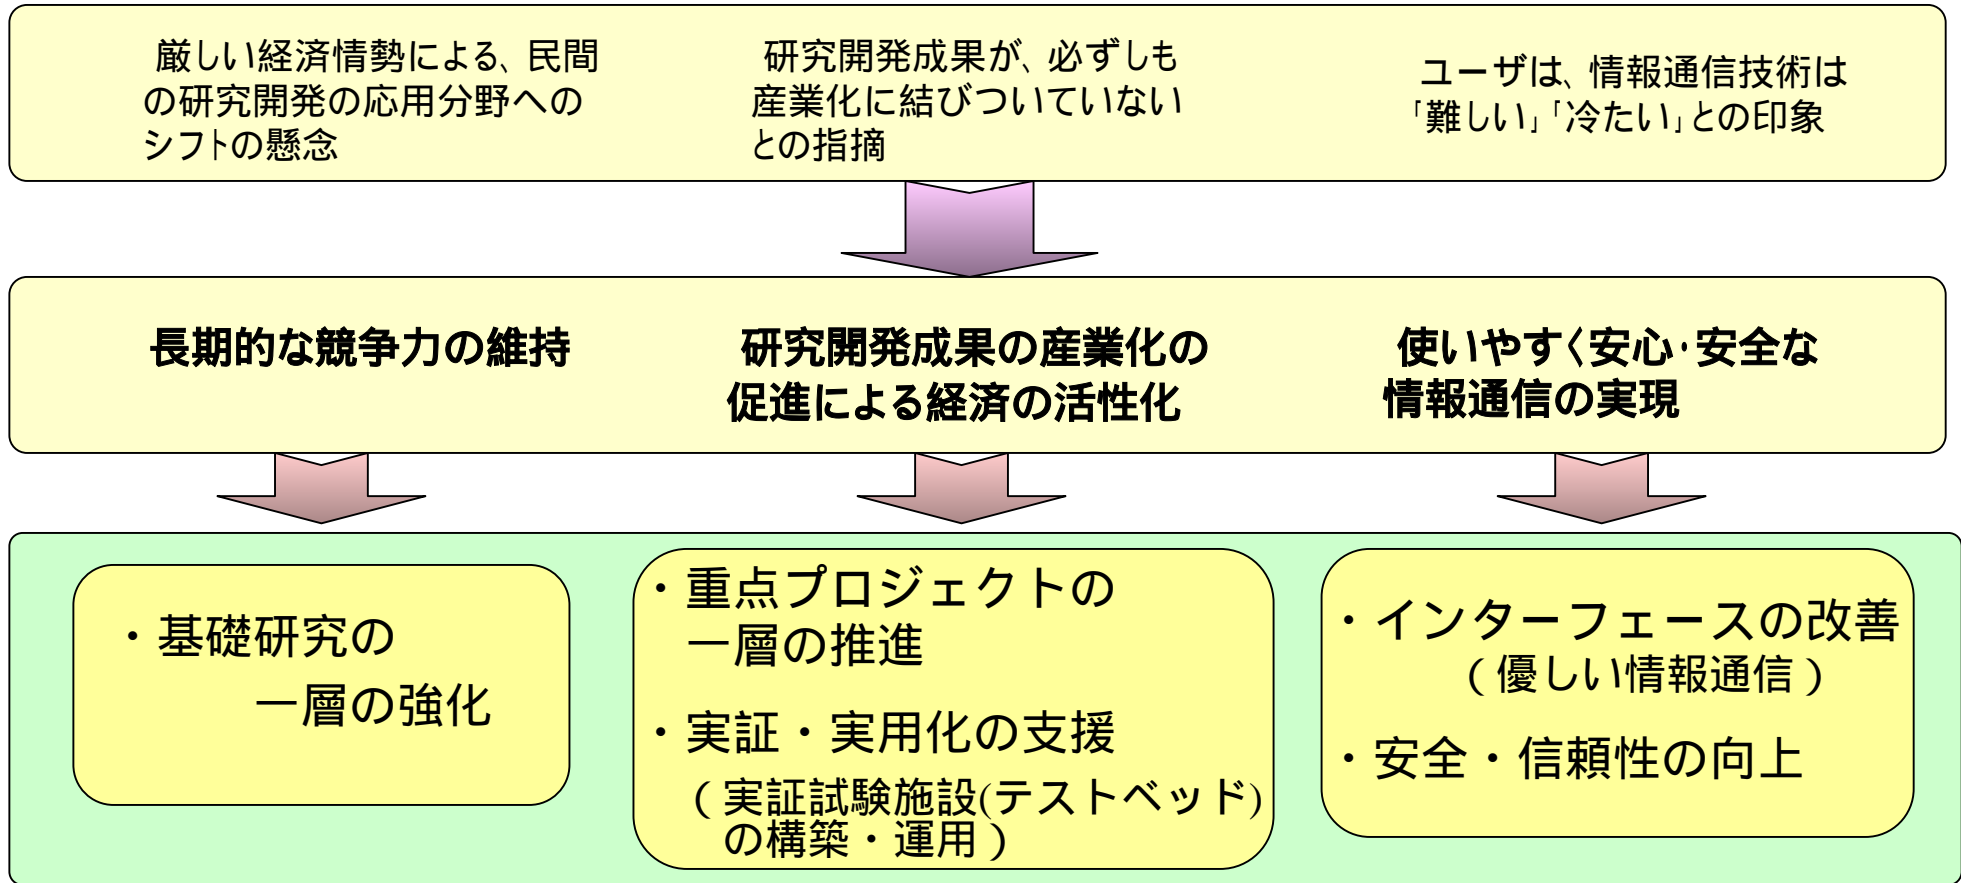 厳しい経済情勢による、民間
の研究開発の応用分野への
シフトの懸念
研究開発成果が、必ずしも
産業化に結びついていない
との指摘
ユーザは、情報通信技術は
「難しい」「冷たい」との印象
長期的な競争力の維持
研究開発成果の産業化の
促進による経済の活性化
使いやすく安心・安全な
情報通信の実現
・基礎研究の
一層の強化
・重点プロジェクトの
一層の推進
・実証・実用化の支援
（実証試験施設(テストベッド)
の構築・運用）
・インターフェースの改善
（優しい情報通信）
・安全・信頼性の向上